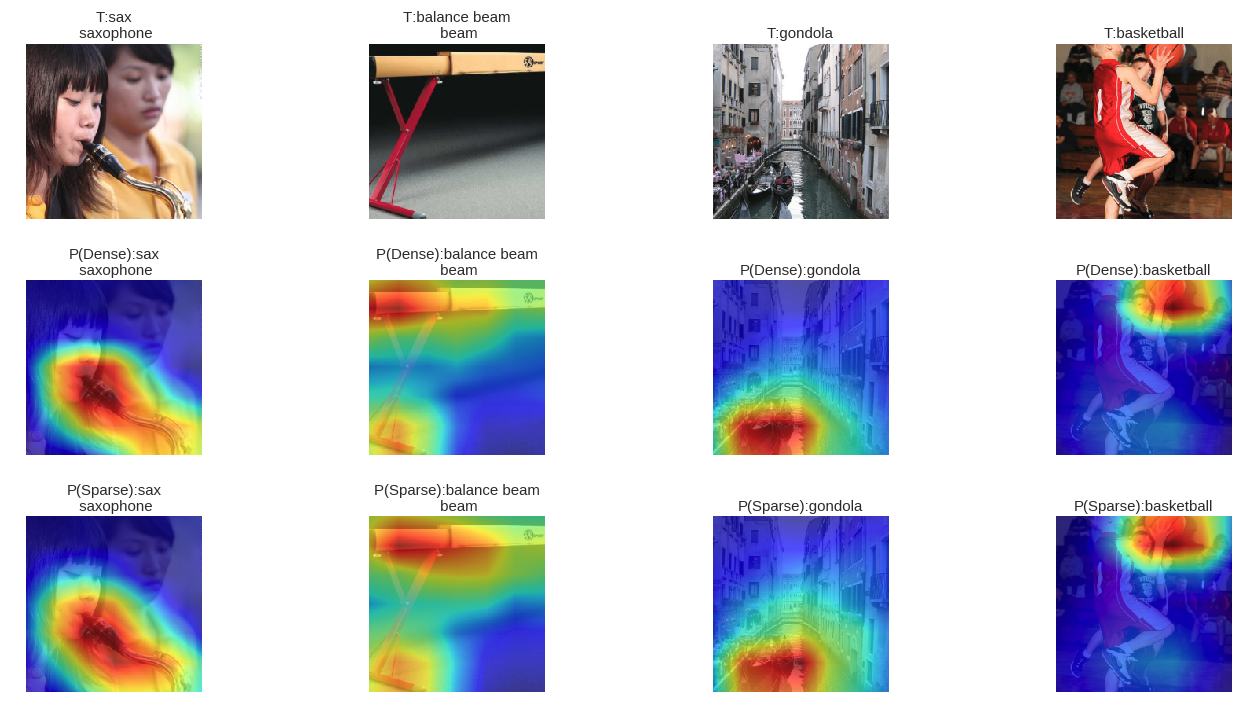 T:sax
saxophone
T:balance beam
beam
T:gondola
T:basketball
P(Dense):sax
saxophone
P(Dense):balance beam
beam
P(Dense):gondola
P(Dense):basketball
P(Sparse):sax
saxophone
P(Sparse):balance beam
beam
P(Sparse):gondola
P(Sparse):basketball